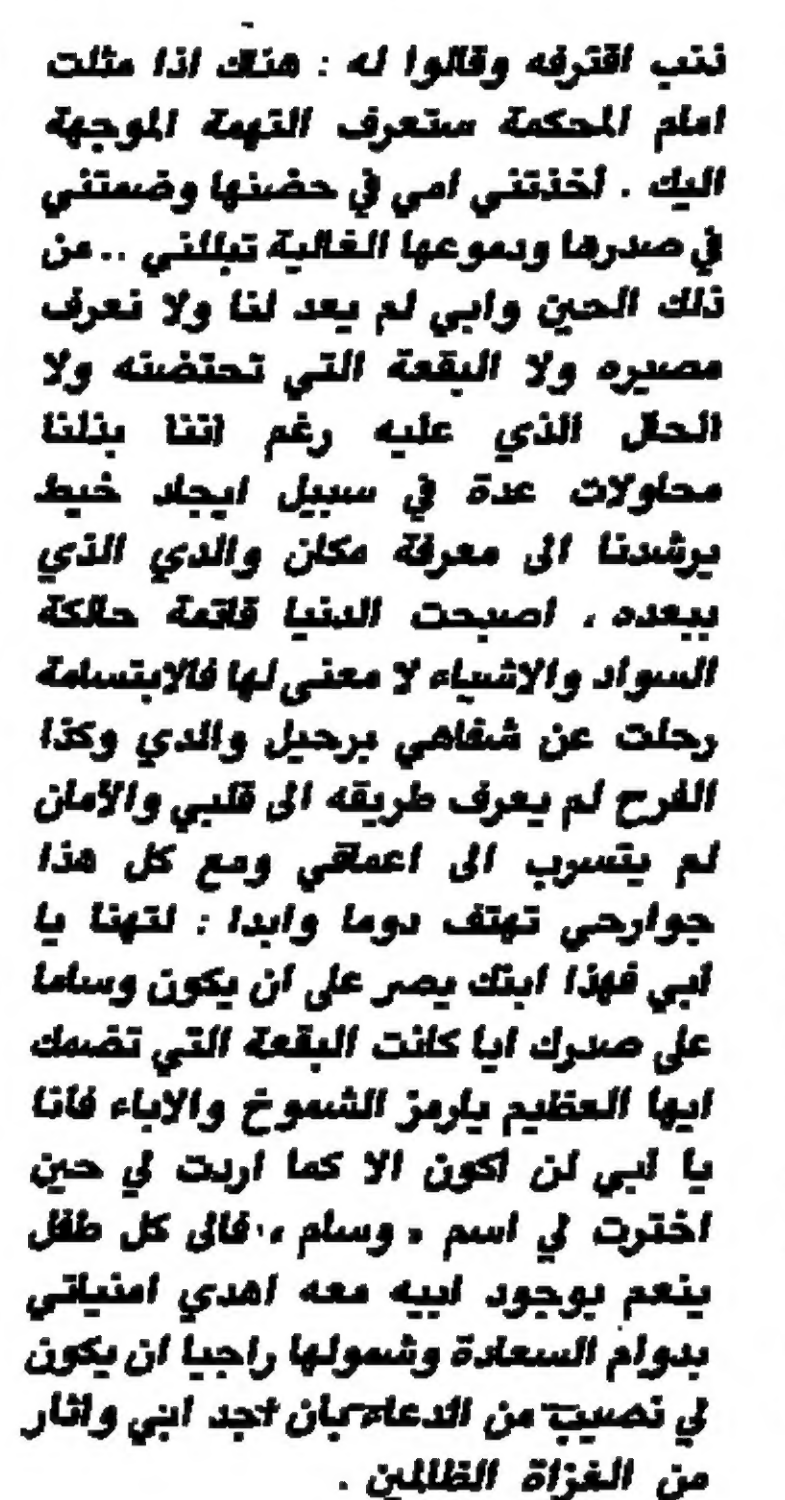 ذنب اقترفه وقالوا له : هناك اذا مثلت
امام المحكمة ستعرف التهمة الموجهة
اليك . اخذتني امي في حضنها وضمتني
في صدرها ودموعها الغالية تبللني .. من
ذلك الحين وابي لم يعد لنا ولا نعرف
مصيره ولا البقعة التي تحتضنه ولا
الحال الذي عليه رغم اننا بذلنا
محاولات عدة في سبيل ايجاد خيط
يرشدنا الى معرفة مكان والدي الذي
ببعده ، اصبحت الدنيا قاتمة حالكة
السواد والاشياء لا معنى لها فالابتسامة
رحلت عن شفاهي برحيل والدي وكذا
الفرح لم يعرف طريقه الى قلبي والأمان
لم يتسرب الى اعماقي ومع كل هذا
جوارحي تهتف دوما وابدا : لتهنا يا
ابي فهذا ابنك يصر على ان يكون وساما
على صدرك ايا كانت البقعة التي تضمك
ايها العظيم يارمز الشموخ والاباء فانا
يا ابي لن اكون الا كما اردت لي حين
اخترت لي اسم « وسام » فالى كل طفل
ينعم بوجود ابيه معه اهدي امنياتي
بدوام السعادة وشمولها راجيا ان يكون
لي نصيب من الدعاء بان اجد ابي واثار
من الغزاة الظالمين .